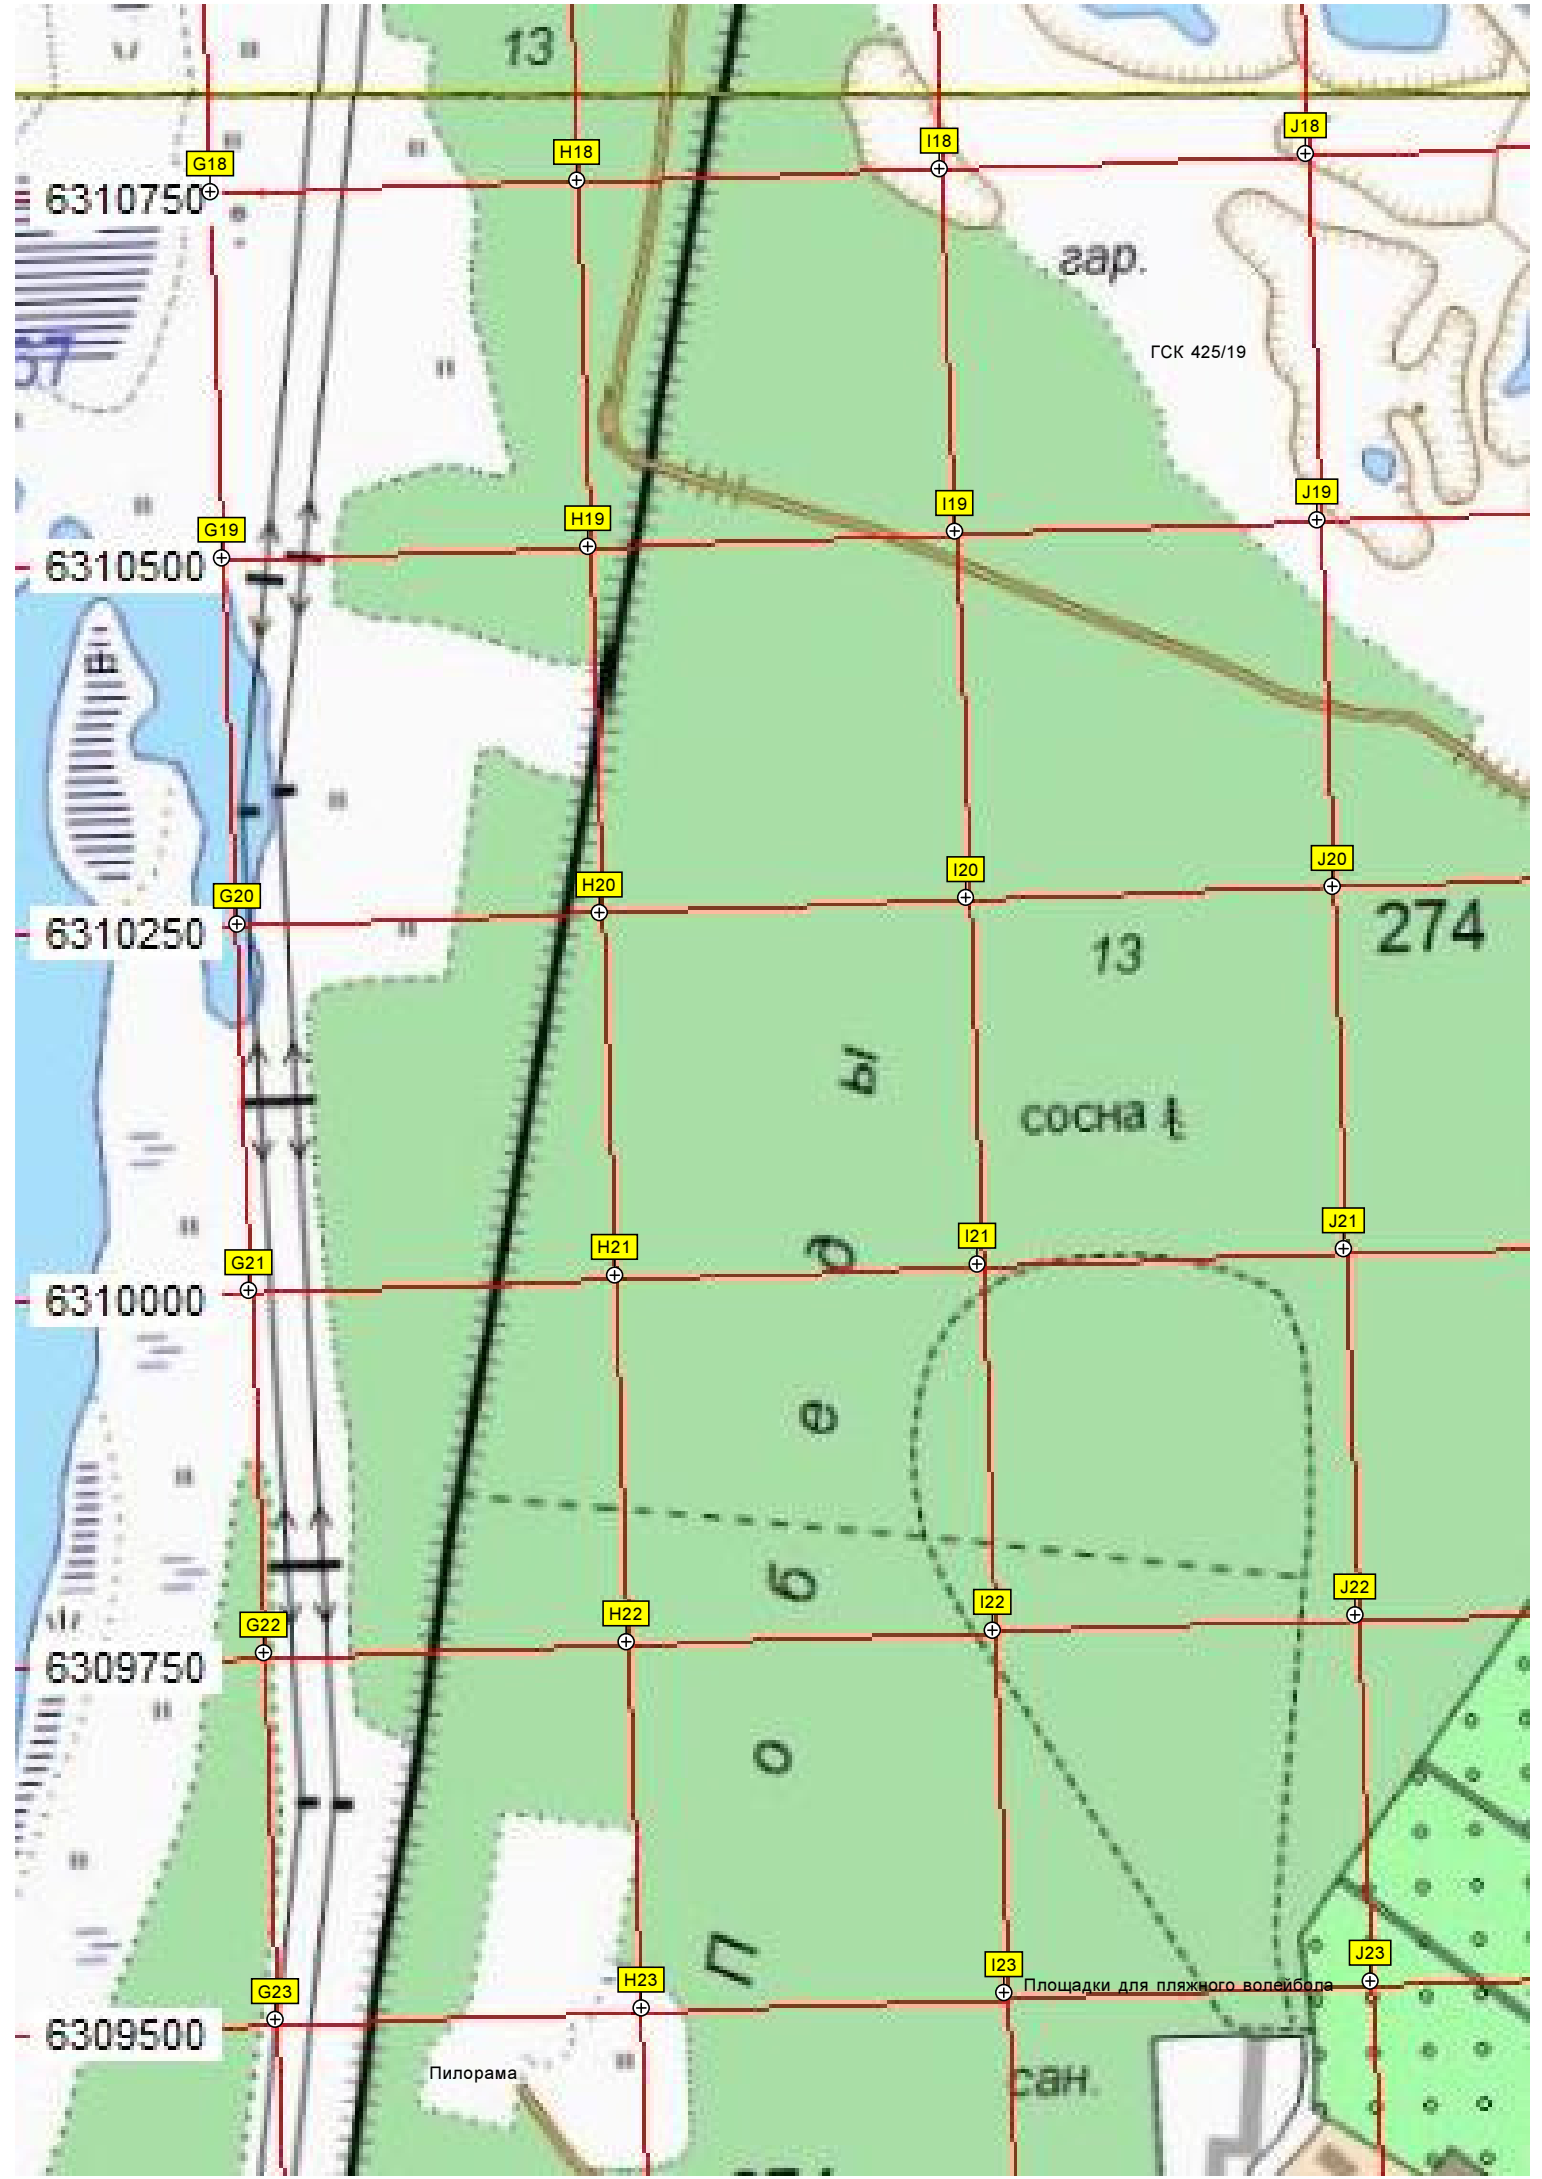 13
G18
H18
I18
J18
6310750
гар.
ГСК 425/19
G19
H19
I19
J19
6310500
G20
H20
I20
J20
6310250
274
13
ы
сосна
р
G21
H21
I21
J21
6310000
е
б
G22
H22
I22
J22
6309750
о
П
G23
H23
I23
J23
Площадки для пляжного волейбола
6309500
Пилорама
сан.